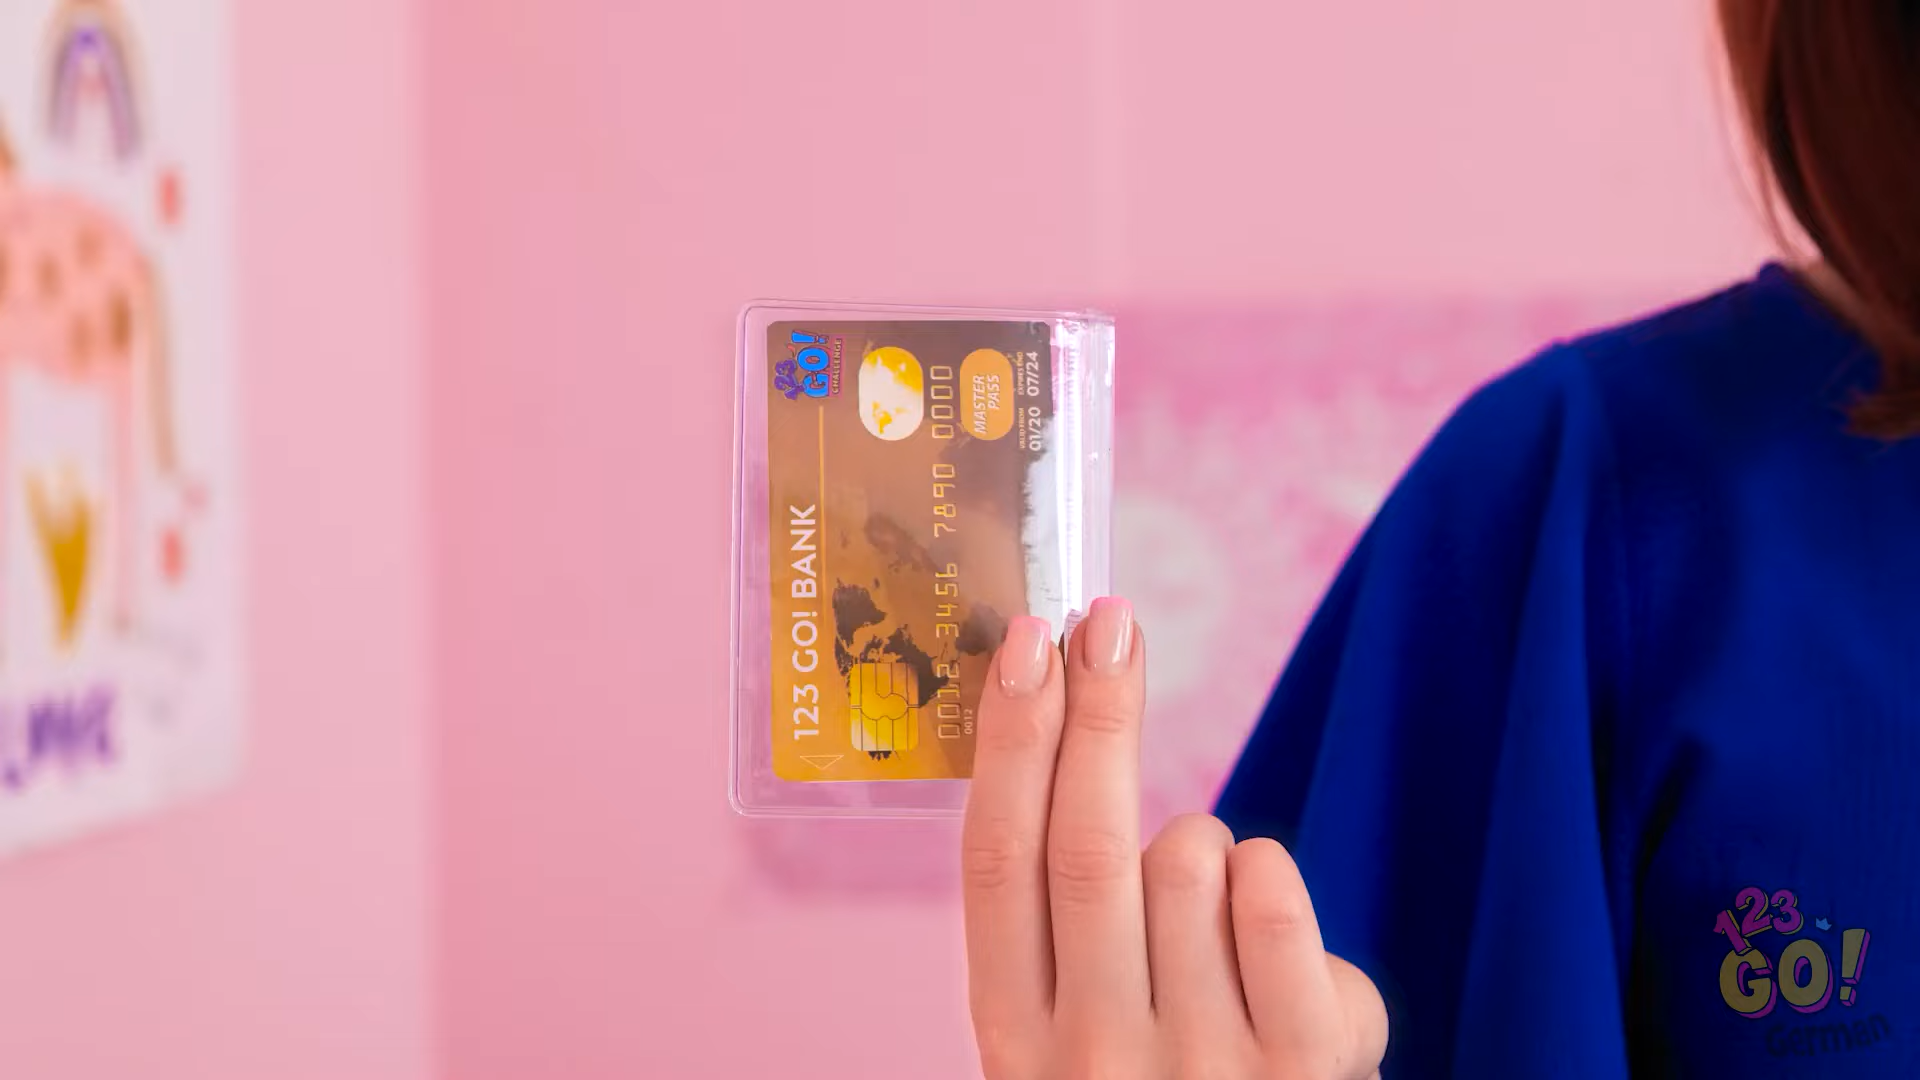 123 GO!
CHALLENGE
123 GO! BANK
0012 3456 7890 0000
0012
MASTER
PASS
VALID FROM
01/20
EXPIRES END
07/24
123
GO!
German